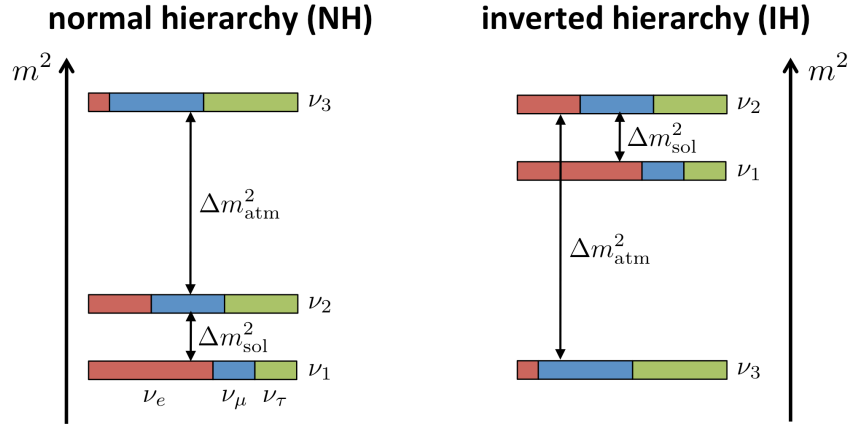 normal hierarchy (NH)
inverted hierarchy (IH)
m²
ν₃
Δm²atm
ν₂
Δm²sol
ν₁
νe νμ ντ
m²
ν₂
Δm²sol
ν₁
Δm²atm
ν₃